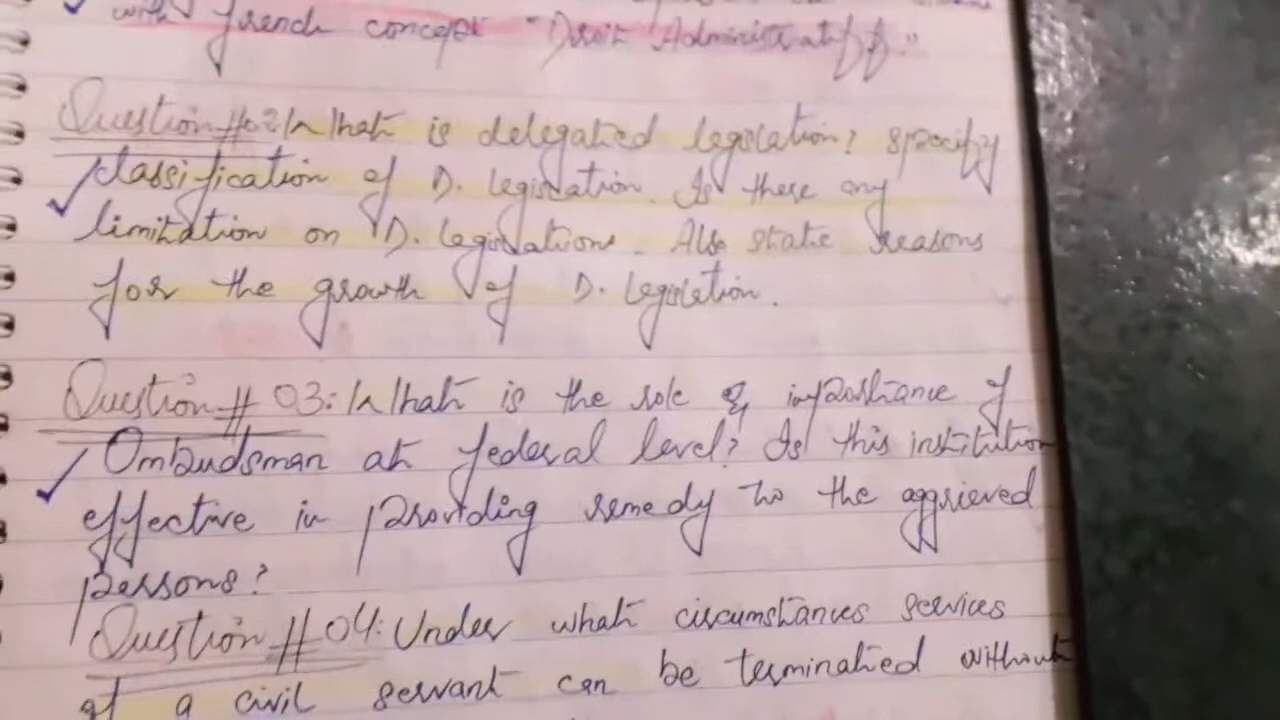 with french concept "Droit Administratiff."
Question#02: What is delegated legislation? specify
classification of D. legislation. Is there any
limitation on D. legislations. Also state reasons
for the growth of D. legislation.
Question# 03: What is the role & importance of
Ombudsman at federal level? Is this institution
effective in providing remedy to the aggrieved
persons?
Question # 04: Under what circumstances services
of a civil servant can be terminated without